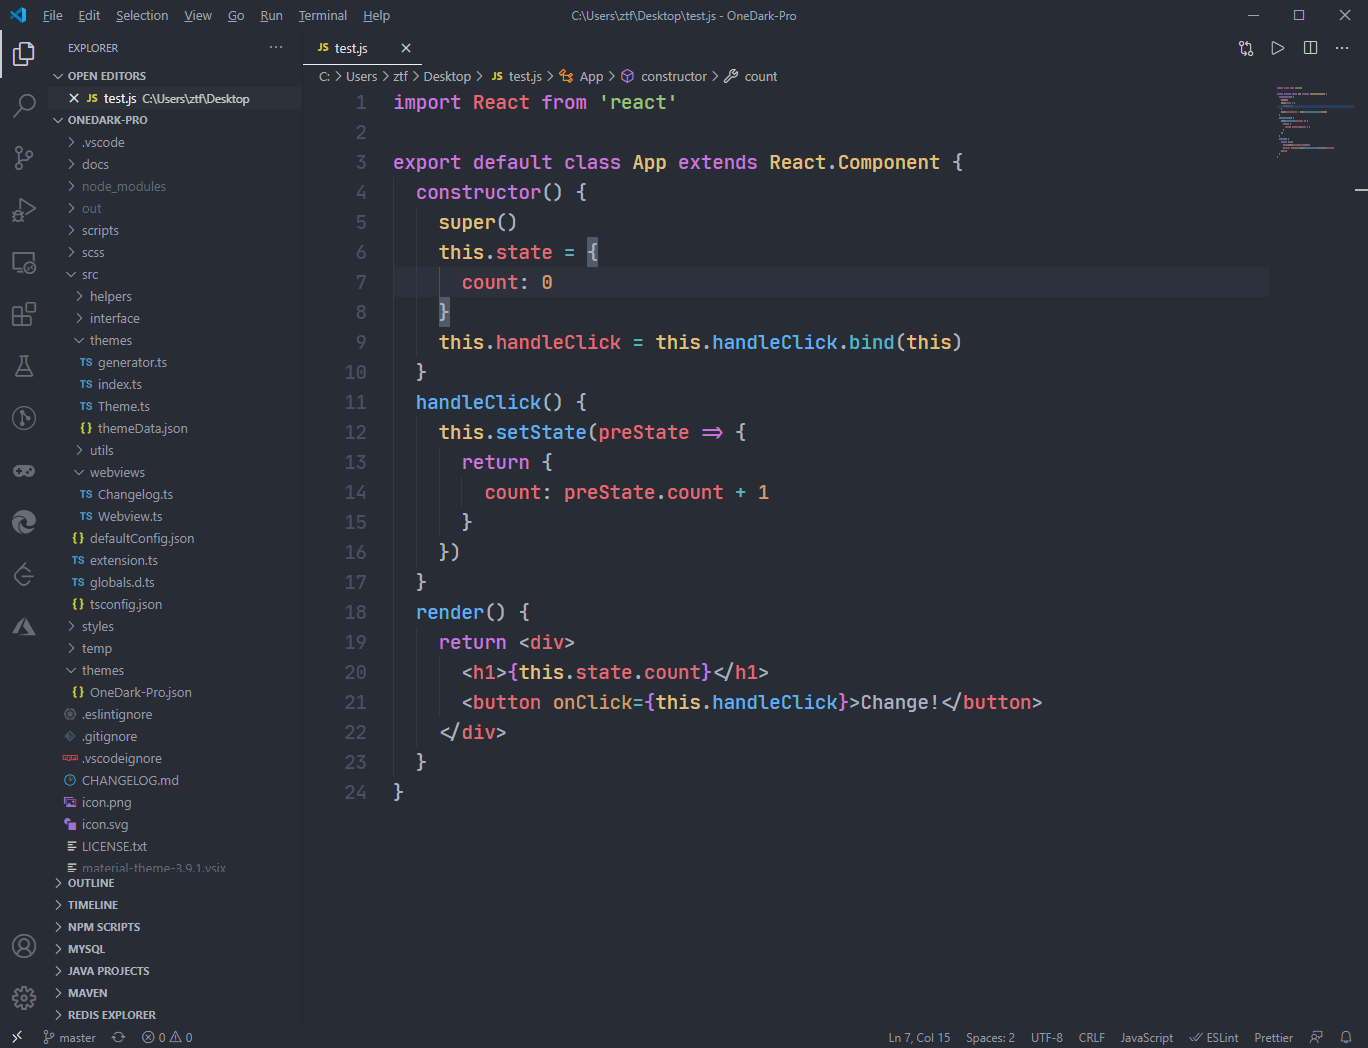 File Edit Selection View Go Run Terminal Help C:\Users\ztf\Desktop\test.js - OneDark-Pro
EXPLORER
OPEN EDITORS
JS test.js C:\Users\ztf\Desktop
ONEDARK-PRO
.vscode
docs
node_modules
out
scripts
scss
src
helpers
interface
themes
TS generator.ts
TS index.ts
TS Theme.ts
{} themeData.json
utils
webviews
TS Changelog.ts
TS Webview.ts
{} defaultConfig.json
TS extension.ts
TS globals.d.ts
{} tsconfig.json
styles
temp
themes
{} OneDark-Pro.json
.eslintignore
.gitignore
.vscodeignore
CHANGELOG.md
icon.png
icon.svg
LICENSE.txt
material-theme-3.9.1.vsix
OUTLINE
TIMELINE
NPM SCRIPTS
MYSQL
JAVA PROJECTS
MAVEN
REDIS EXPLORER
JS test.js
C: > Users > ztf > Desktop > JS test.js > App > constructor > count
1 import React from 'react'
2
3 export default class App extends React.Component {
4 constructor() {
5 super()
6 this.state = {
7 count: 0
8 }
9 this.handleClick = this.handleClick.bind(this)
10 }
11 handleClick() {
12 this.setState(preState => {
13 return {
14 count: preState.count + 1
15 }
16 })
17 }
18 render() {
19 return <div>
20 <h1>{this.state.count}</h1>
21 <button onClick={this.handleClick}>Change!</button>
22 </div>
23 }
24 }
master 0 0 Ln 7, Col 15 Spaces: 2 UTF-8 CRLF JavaScript ESLint Prettier